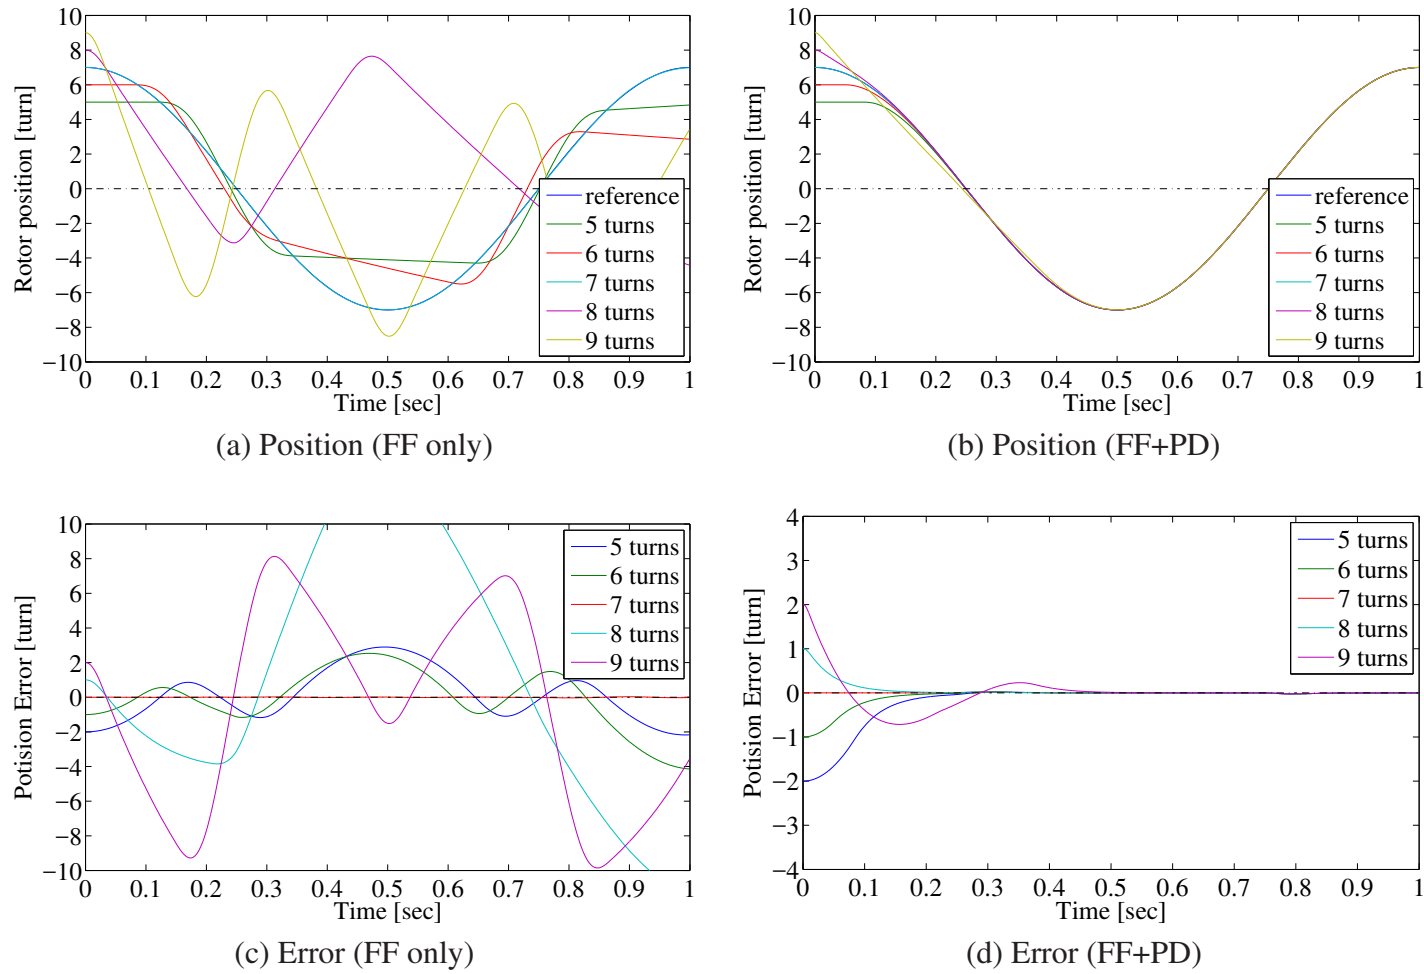 10
8
6
4
2
0
−2
−4
−6
−8
−10
Rotor position [turn]
0 0.1 0.2 0.3 0.4 0.5 0.6 0.7 0.8 0.9 1
Time [sec]
reference
5 turns
6 turns
7 turns
8 turns
9 turns
(a) Position (FF only)
10
8
6
4
2
0
−2
−4
−6
−8
−10
Rotor position [turn]
0 0.1 0.2 0.3 0.4 0.5 0.6 0.7 0.8 0.9 1
Time [sec]
reference
5 turns
6 turns
7 turns
8 turns
9 turns
(b) Position (FF+PD)
10
8
6
4
2
0
−2
−4
−6
−8
−10
Potision Error [turn]
0 0.1 0.2 0.3 0.4 0.5 0.6 0.7 0.8 0.9 1
Time [sec]
5 turns
6 turns
7 turns
8 turns
9 turns
(c) Error (FF only)
4
3
2
1
0
−1
−2
−3
−4
Potision Error [turn]
0 0.1 0.2 0.3 0.4 0.5 0.6 0.7 0.8 0.9 1
Time [sec]
5 turns
6 turns
7 turns
8 turns
9 turns
(d) Error (FF+PD)